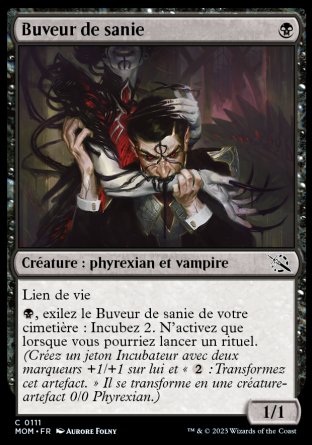 Buveur de sanie
Créature : phyrexian et vampire
Lien de vie
, exilez le Buveur de sanie de votre
cimetière : Incubez 2. N'activez que
lorsque vous pourriez lancer un rituel.
(Créez un jeton Incubateur avec deux
marqueurs +1/+1 sur lui et « 2 :Transformez
cet artefact. » Il se transforme en une créature-
artefact 0/0 Phyrexian.)
1/1
C 0111
MOM • FR Aurore Folny
™ & © 2023 Wizards of the Coast